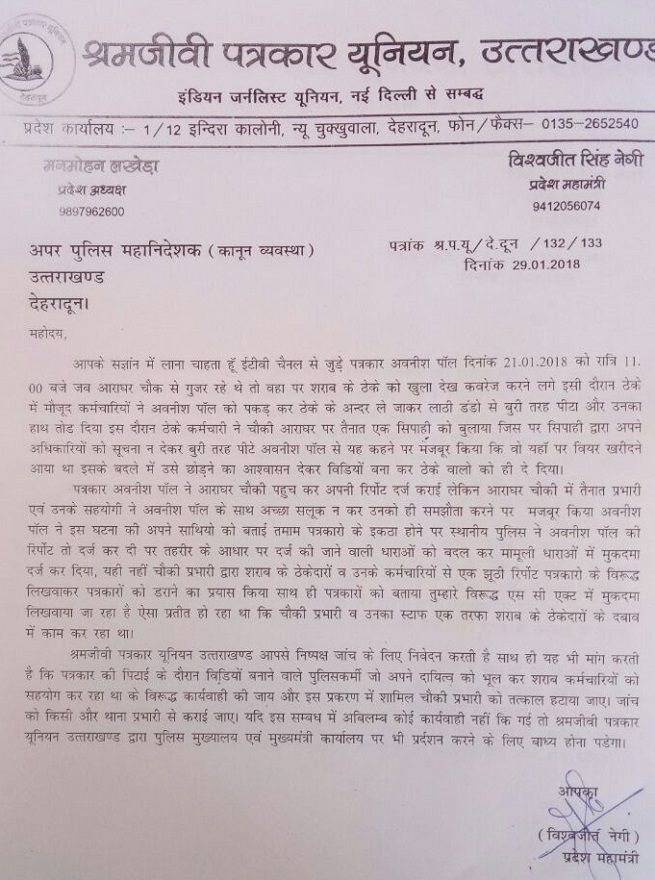 श्रमजीवी पत्रकार यूनियन, उत्तराखण्ड
इंडियन जर्नलिस्ट यूनियन, नई दिल्ली से सम्बद्ध
प्रदेश कार्यालय :- 1/12 इन्दिरा कालोनी, न्यू चुक्खुवाला, देहरादून, फोन/फैक्स- 0135-2652540
मनमोहन लखेड़ा
प्रदेश अध्यक्ष
9897962600
विश्वजीत सिंह नेगी
प्रदेश महामंत्री
9412056074
अपर पुलिस महानिदेशक (कानून व्यवस्था)
उत्तराखण्ड
देहरादून।
पत्रांक श्र.प.यू/दे.दून /132/133
दिनांक 29.01.2018
महोदय,
आपके सज्ञांन में लाना चाहता हूॅ ईटीवी चैनल से जुड़े पत्रकार अवनीश पॉल दिनांक 21.01.2018 को रात्रि 11.
00 बजे जब आराघर चौक से गुजर रहे थे तो वहा पर शराब के ठेके को खुला देख कवरेज करने लगे इसी दौरान ठेके
में मौजूद कर्मचारियों ने अवनीश पॉल को पकड़ कर ठेके के अन्दर ले जाकर लाठी डंडो से बुरी तरह पीटा और उनका
हाथ तोड दिया इस दौरान ठेके कर्मचारी ने चौकी आराघर पर तैनात एक सिपाही को बुलाया जिस पर सिपाही द्वारा अपने
अधिकारियों को सूचना न देकर बुरी तरह पीटे अवनीश पॉल से यह कहने पर मजबूर किया कि वो यहॉ पर वियर खरीदने
आया था इसके बदले में उसे छोड़ने का आश्वासन देकर विडियों बना कर ठेके वालो को ही दे दिया।
पत्रकार अवनीश पॉल ने आराघर चौकी पहुच कर अपनी रिर्पोट दर्ज कराई लेकिन आराघर चौकी में तैनात प्रभारी
एवं उनके सहयोगी ने अवनीश पॉल के साथ अच्छा सलूक न कर उनको ही समझौता करने पर मजबूर किया अवनीश
पॉल ने इस घटना की अपने साथियो को बताई तमाम पत्रकारो के इकठा होने पर स्थानीय पुलिस ने अवनीश पॉल की
रिर्पोट तो दर्ज कर दी पर तहरीर के आधार पर दर्ज की जाने वाली धाराओं को बदल कर मामूली धाराओं में मुकदमा
दर्ज कर दिया, यही नहीं चौकी प्रभारी द्वारा शराब के ठेकेदारों व उनके कर्मचारियों से एक झुठी रिर्पोट पत्रकारो के विरूद्ध
लिखवाकर पत्रकारों को डराने का प्रयास किया साथ ही पत्रकारों को बताया तुम्हारे विरूद्ध एस सी एक्ट में मुकदमा
लिखवाया जा रहा है ऐसा प्रतीत हो रहा था कि चौकी प्रभारी व उनका स्टाफ एक तरफा शराब के ठेकेदारों के दबाव
में काम कर रहा था।
श्रमजीवी पत्रकार यूनियन उत्तराखण्ड आपसे निष्पक्ष जांच के लिए निवेदन करती है साथ ही यह भी मांग करती
है कि पत्रकार की पिटाई के दौरान विडि़यों बनाने वाले पुलिसकर्मी जो अपने दायित्व को भूल कर शराब कर्मचारियों को
सहयोग कर रहा था के विरूद्ध कार्यवाही की जाय और इस प्रकरण में शामिल चौकी प्रभारी को तत्काल हटाया जाए। जांच
को किसी और थाना प्रभारी से कराई जाए। यदि इस सम्वध में अविलम्ब कोई कार्यवाही नहीं कि गई तो श्रमजीवी पत्रकार
यूनियन उत्तराखण्ड द्वारा पुलिस मुख्यालय एवं मुख्यमंत्री कार्यालय पर भी प्रर्दशन करने के लिए वाध्य होना पडेगा।
आपका
(विश्वजीत नेगी)
प्रदेश महामंत्री